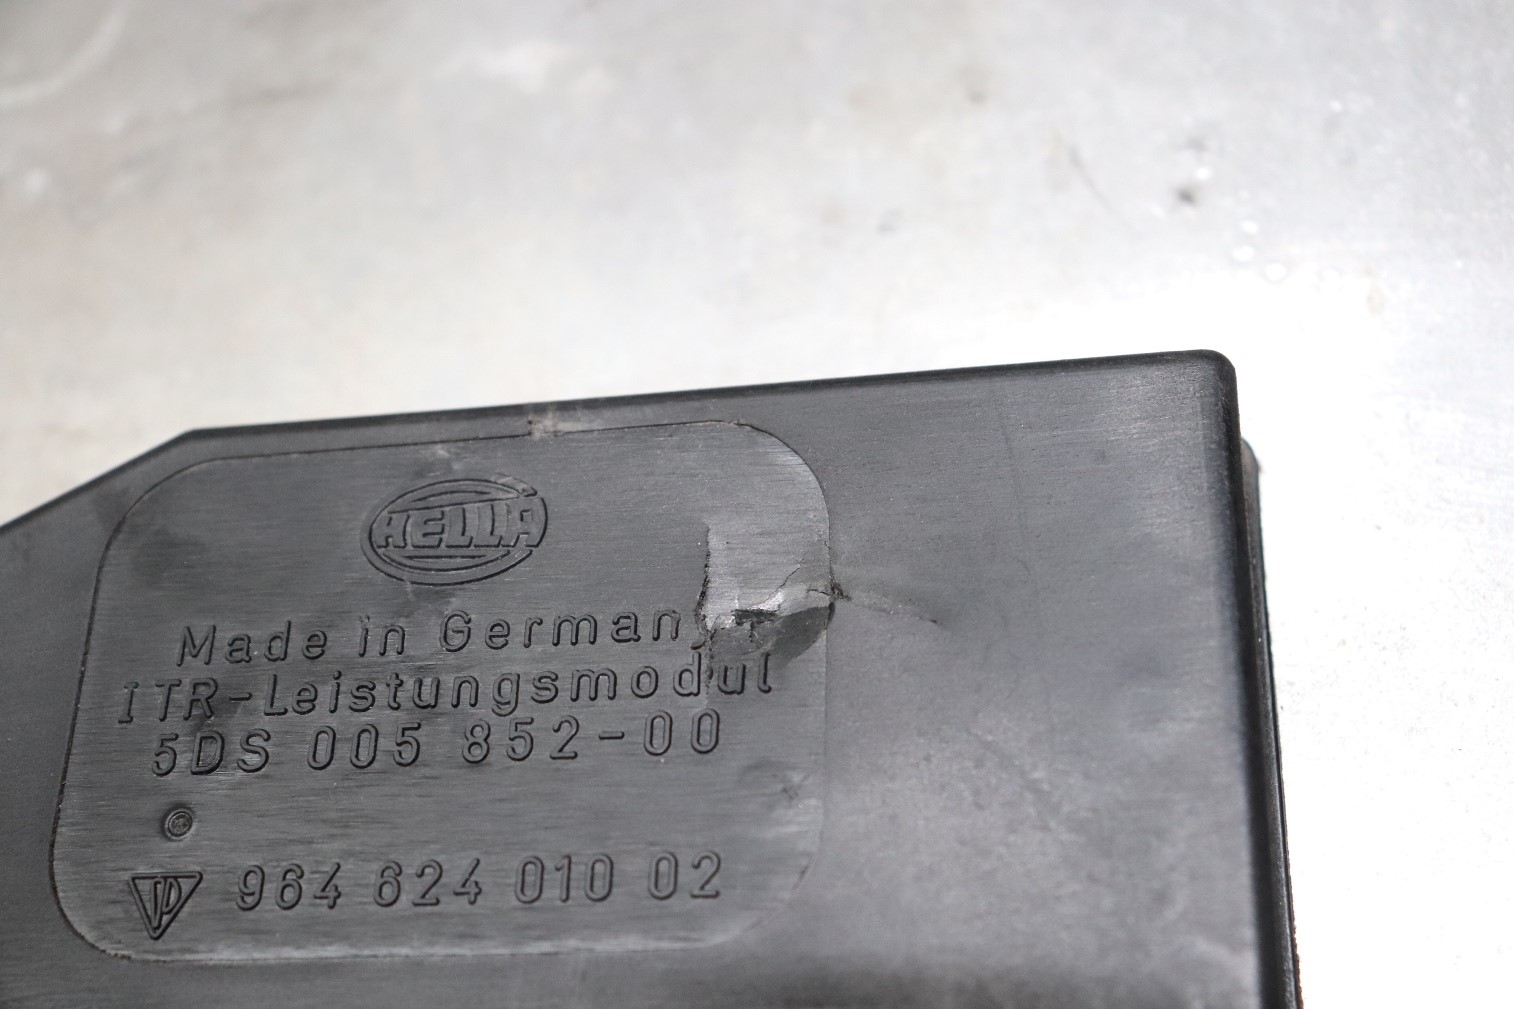 HELLA
Made in Germany
ITR-Leistungsmodul
5DS 005 852-00
964 624 010 02